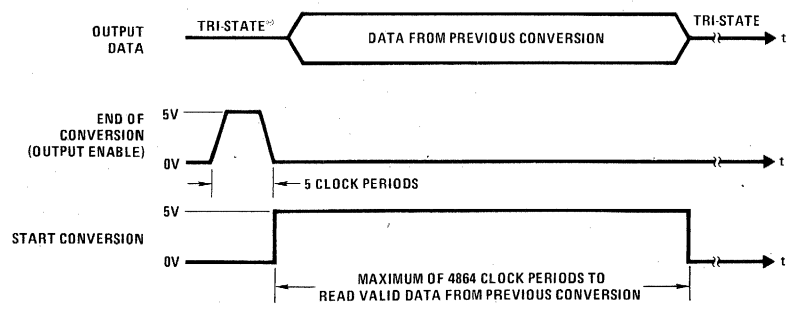 OUTPUT
DATA
TRI-STATE
DATA FROM PREVIOUS CONVERSION
TRI-STATE
t
END OF
CONVERSION
(OUTPUT ENABLE)
5V
0V
t
5 CLOCK PERIODS
START CONVERSION
5V
0V
t
MAXIMUM OF 4864 CLOCK PERIODS TO
READ VALID DATA FROM PREVIOUS CONVERSION